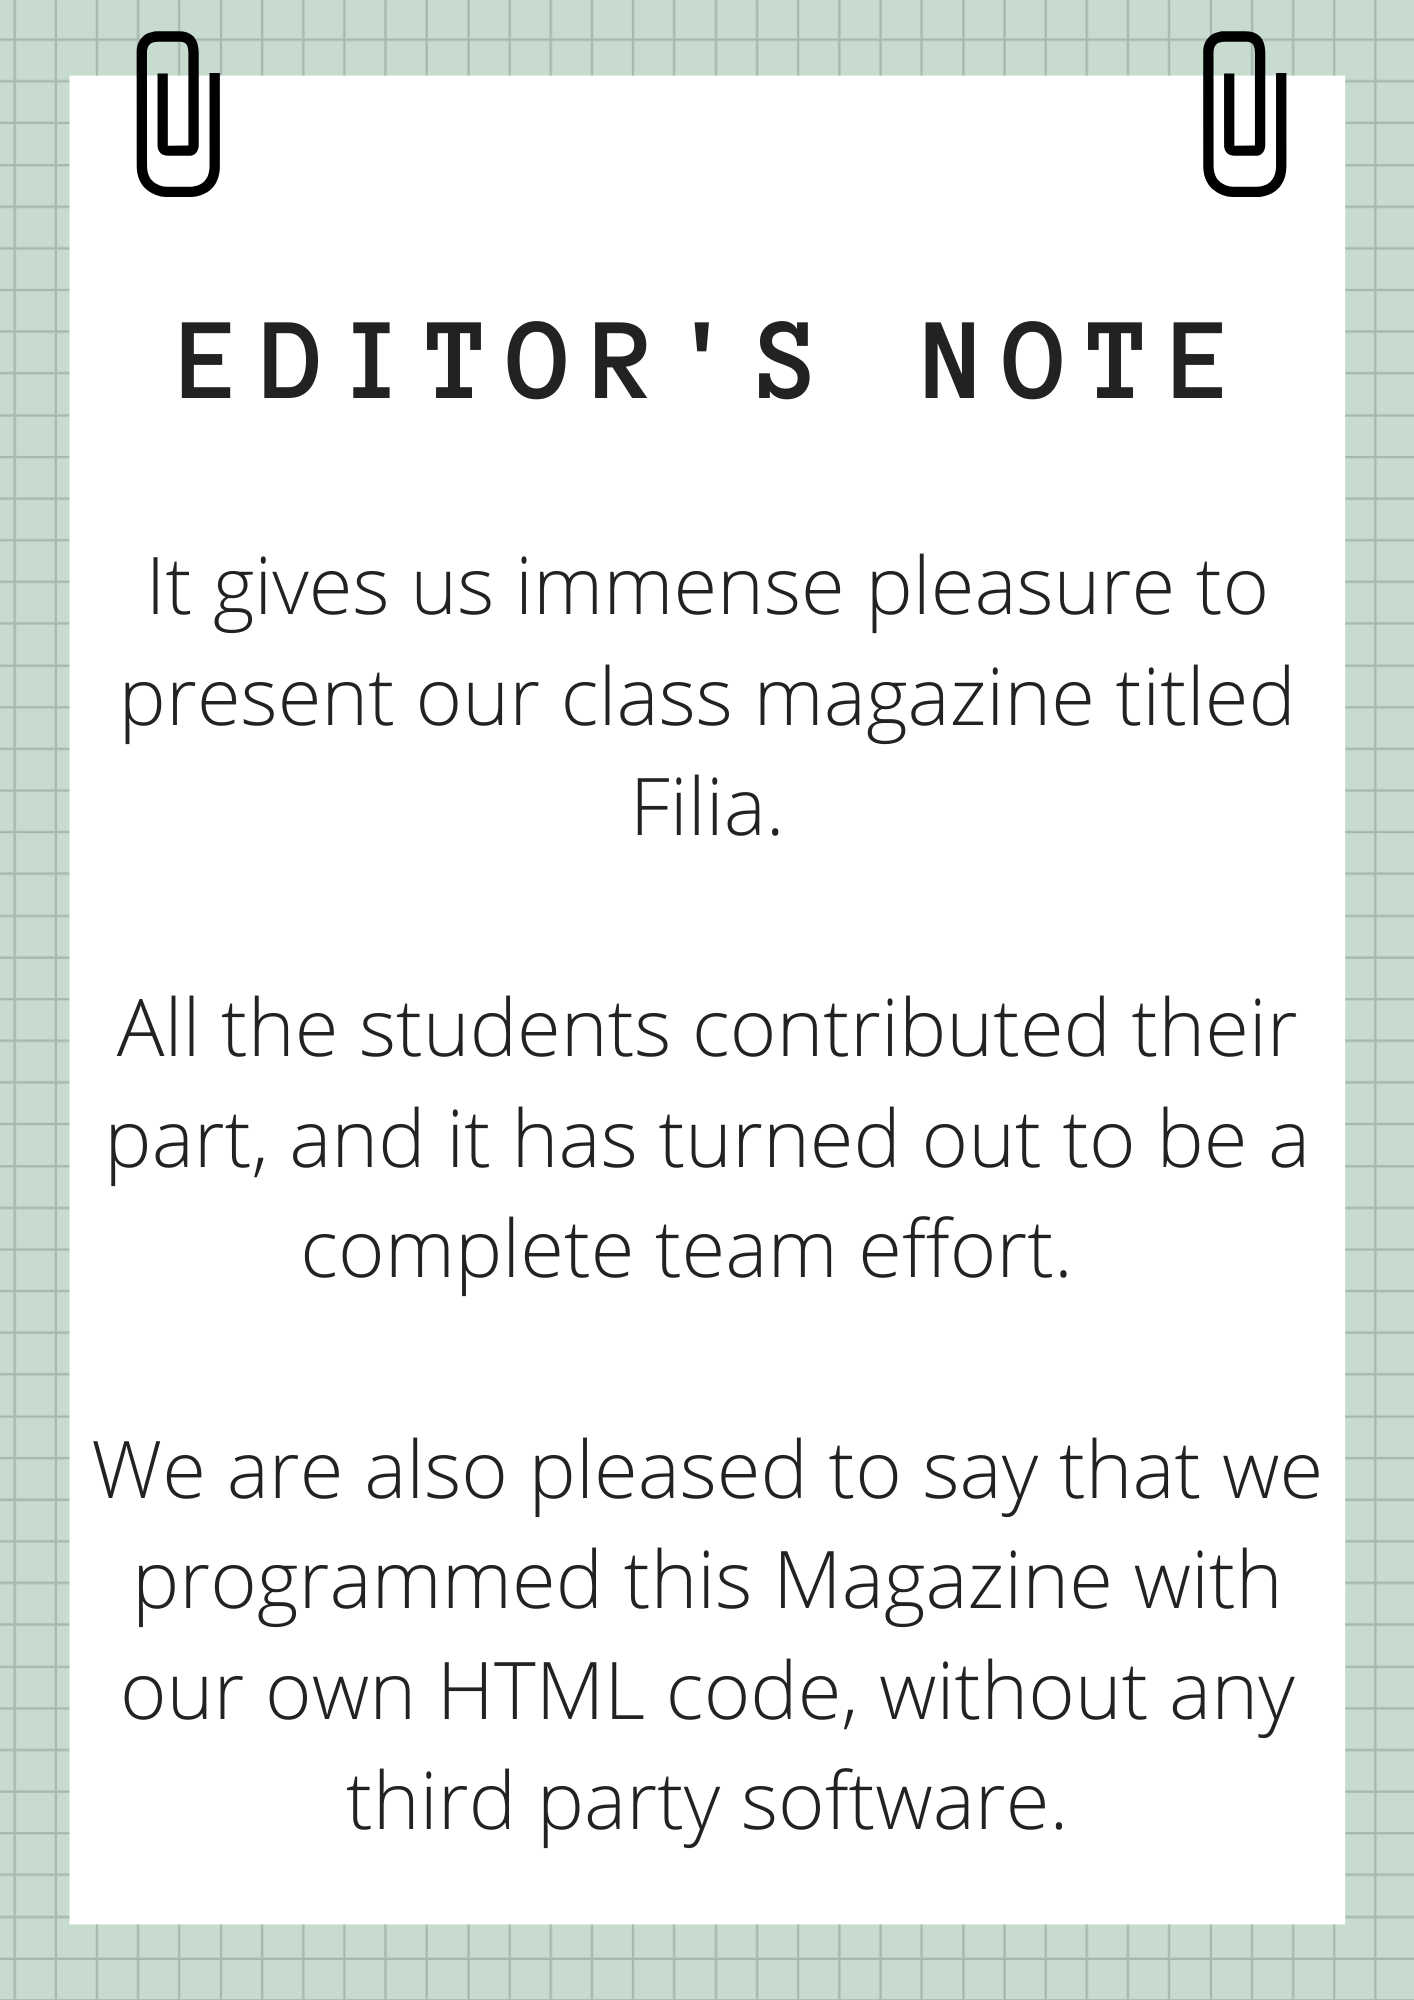 EDITOR'S NOTE
It gives us immense pleasure to
present our class magazine titled
Filia.
All the students contributed their
part, and it has turned out to be a
complete team effort.
We are also pleased to say that we
programmed this Magazine with
our own HTML code, without any
third party software.